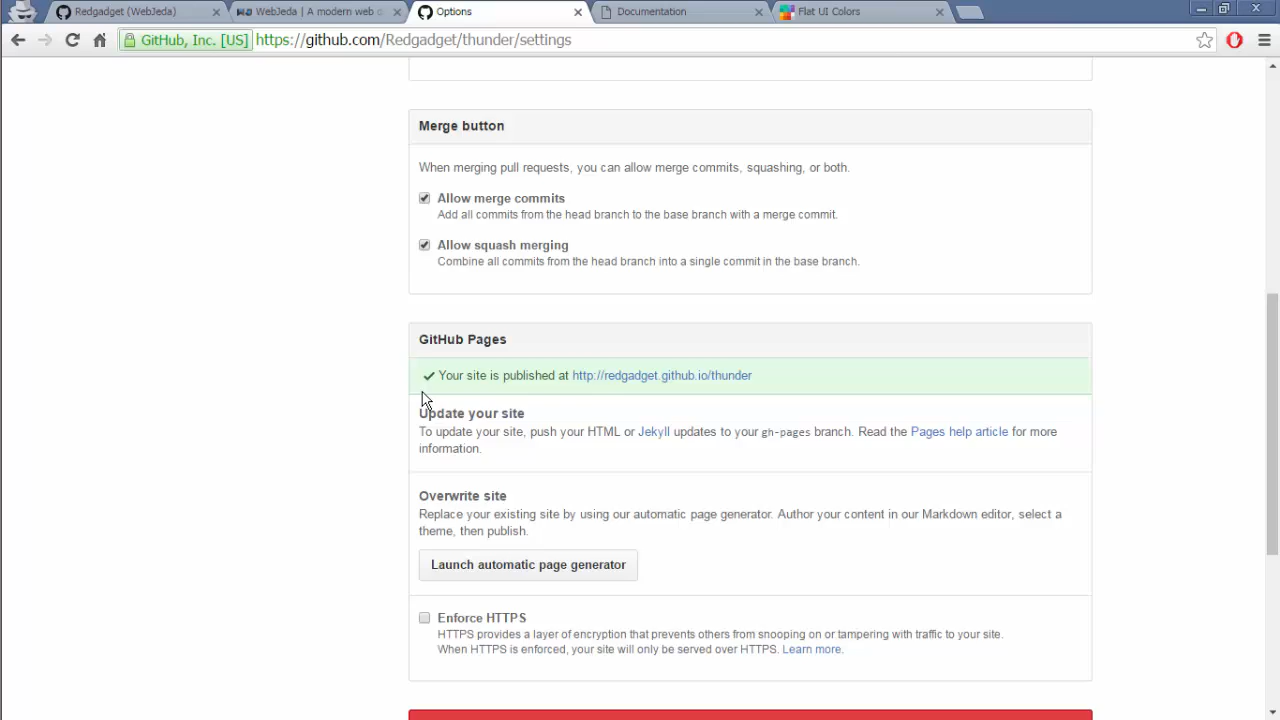 Redgadget (WebJeda)
WebJeda | A modern web d
Options
Documentation
Flat UI Colors
GitHub, Inc. [US] https://github.com/Redgadget/thunder/settings
Merge button
When merging pull requests, you can allow merge commits, squashing, or both.
Allow merge commits
Add all commits from the head branch to the base branch with a merge commit.
Allow squash merging
Combine all commits from the head branch into a single commit in the base branch.
GitHub Pages
Your site is published at http://redgadget.github.io/thunder
Update your site
To update your site, push your HTML or Jekyll updates to your gh-pages branch. Read the Pages help article for more
information.
Overwrite site
Replace your existing site by using our automatic page generator. Author your content in our Markdown editor, select a
theme, then publish.
Launch automatic page generator
Enforce HTTPS
HTTPS provides a layer of encryption that prevents others from snooping on or tampering with traffic to your site.
When HTTPS is enforced, your site will only be served over HTTPS. Learn more.